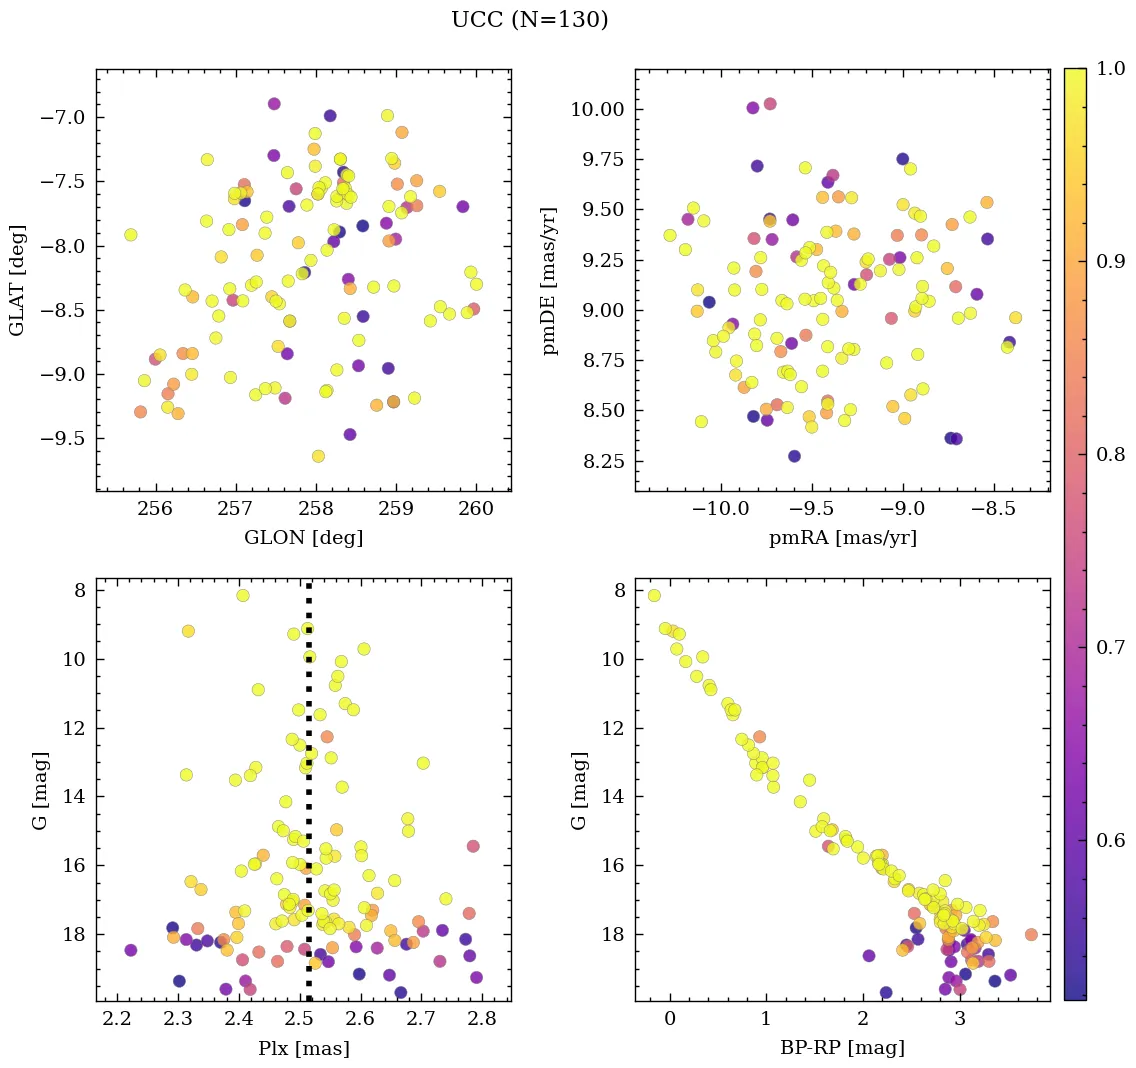 UCC (N=130)
−7.0
−7.5
−8.0
−8.5
−9.0
−9.5
GLAT [deg]
256 257 258 259 260
GLON [deg]
10.00
9.75
9.50
9.25
9.00
8.75
8.50
8.25
pmDE [mas/yr]
−10.0 −9.5 −9.0 −8.5
pmRA [mas/yr]
1.0
0.9
0.8
0.7
0.6
8
10
12
14
16
18
G [mag]
2.2 2.3 2.4 2.5 2.6 2.7 2.8
Plx [mas]
8
10
12
14
16
18
G [mag]
0 1 2 3
BP-RP [mag]